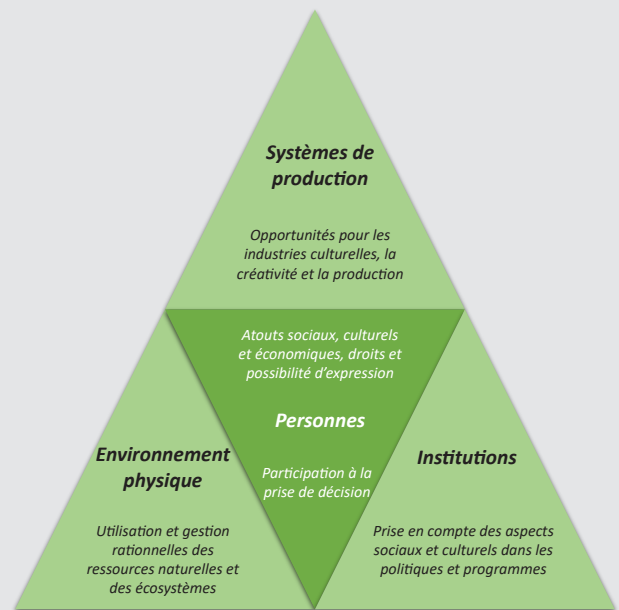 Systèmes de
production
Opportunités pour les
industries culturelles, la
créativité et la production
Atouts sociaux, culturels
et économiques, droits et
possibilité d’expression
Personnes
Participation à la
prise de décision
Environnement
physique
Utilisation et gestion
rationnelles des
ressources naturelles et
des écosystèmes
Institutions
Prise en compte des aspects
sociaux et culturels dans les
politiques et programmes